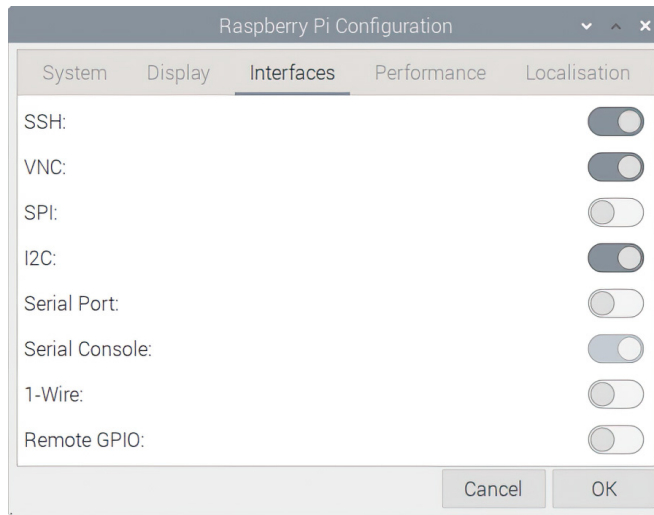 Raspberry Pi Configuration
System Display Interfaces Performance Localisation
SSH:
VNC:
SPI:
I2C:
Serial Port:
Serial Console:
1-Wire:
Remote GPIO:
Cancel OK